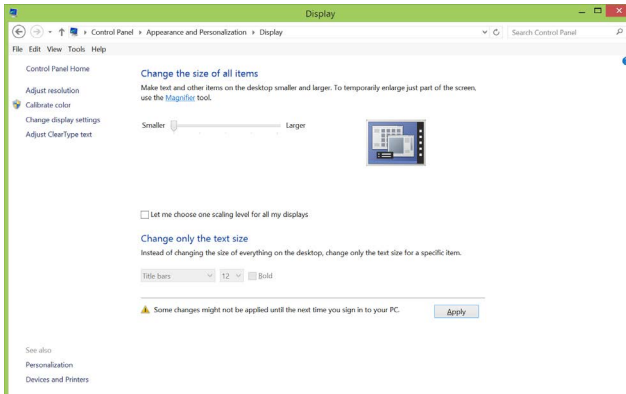 Display
Control Panel Appearance and Personalization Display
Search Control Panel
File Edit View Tools Help
Control Panel Home
Adjust resolution
Calibrate color
Change display settings
Adjust ClearType text
Change the size of all items
Make text and other items on the desktop smaller and larger. To temporarily enlarge just part of the screen,
use the Magnifier tool.
Smaller Larger
Let me choose one scaling level for all my displays
Change only the text size
Instead of changing the size of everything on the desktop, change only the text size for a specific item.
Title bars 12 Bold
Some changes might not be applied until the next time you sign in to your PC.
Apply
See also
Personalization
Devices and Printers